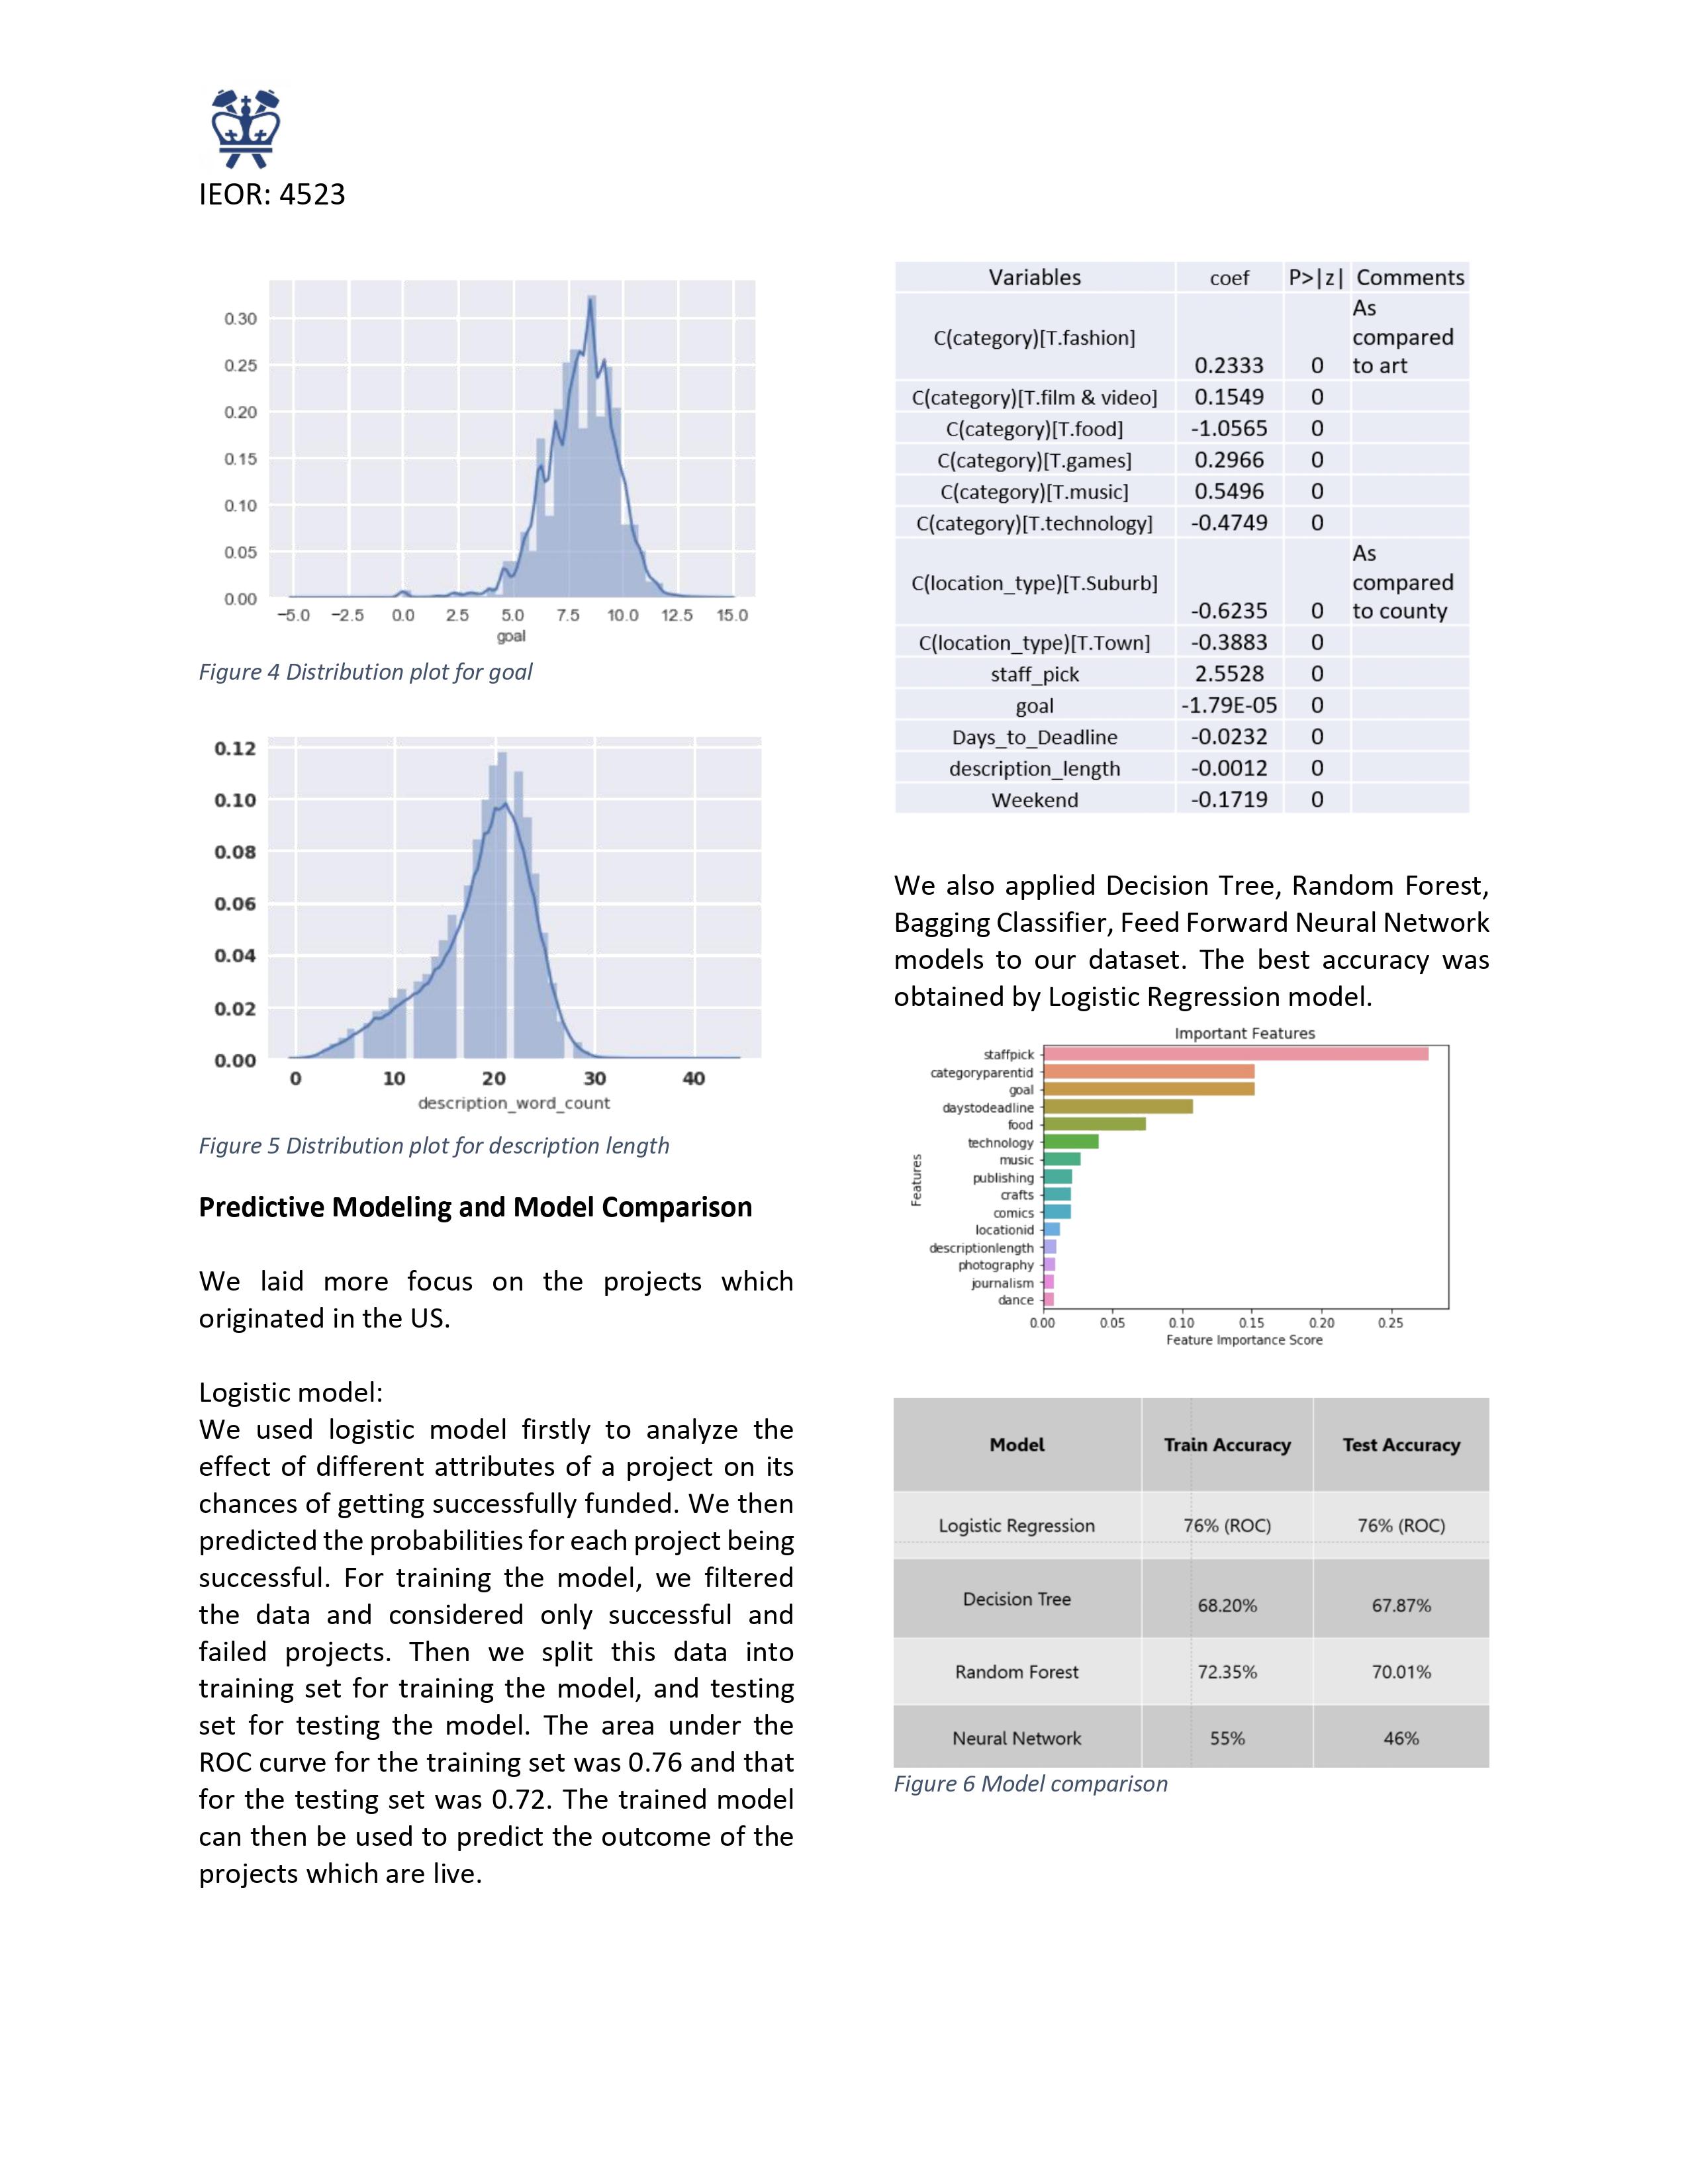 IEOR: 4523
0.30
0.25
0.20
0.15
0.10
0.05
0.00
−5.0 −2.5 0.0 2.5 5.0 7.5 10.0 12.5 15.0
goal
Figure 4 Distribution plot for goal
0.12
0.10
0.08
0.06
0.04
0.02
0.00
0 10 20 30 40
description_word_count
Figure 5 Distribution plot for description length
Predictive Modeling and Model Comparison
We laid more focus on the projects which
originated in the US.
Logistic model:
We used logistic model firstly to analyze the
effect of different attributes of a project on its
chances of getting successfully funded. We then
predicted the probabilities for each project being
successful. For training the model, we filtered
the data and considered only successful and
failed projects. Then we split this data into
training set for training the model, and testing
set for testing the model. The area under the
ROC curve for the training set was 0.76 and that
for the testing set was 0.72. The trained model
can then be used to predict the outcome of the
projects which are live.
Variables coef P>|z| Comments
C(category)[T.fashion] 0.2333 0 As
compared
to art
C(category)[T.film & video] 0.1549 0
C(category)[T.food] -1.0565 0
C(category)[T.games] 0.2966 0
C(category)[T.music] 0.5496 0
C(category)[T.technology] -0.4749 0
C(location_type)[T.Suburb] -0.6235 0 As
compared
to county
C(location_type)[T.Town] -0.3883 0
staff_pick 2.5528 0
goal -1.79E-05 0
Days_to_Deadline -0.0232 0
description_length -0.0012 0
Weekend -0.1719 0
We also applied Decision Tree, Random Forest,
Bagging Classifier, Feed Forward Neural Network
models to our dataset. The best accuracy was
obtained by Logistic Regression model.
Important Features
Features
staffpick
categoryparentid
goal
daystodeadline
food
technology
music
publishing
crafts
comics
locationid
descriptionlength
photography
journalism
dance
0.00 0.05 0.10 0.15 0.20 0.25
Feature Importance Score
Model Train Accuracy Test Accuracy
Logistic Regression 76% (ROC) 76% (ROC)
Decision Tree 68.20% 67.87%
Random Forest 72.35% 70.01%
Neural Network 55% 46%
Figure 6 Model comparison